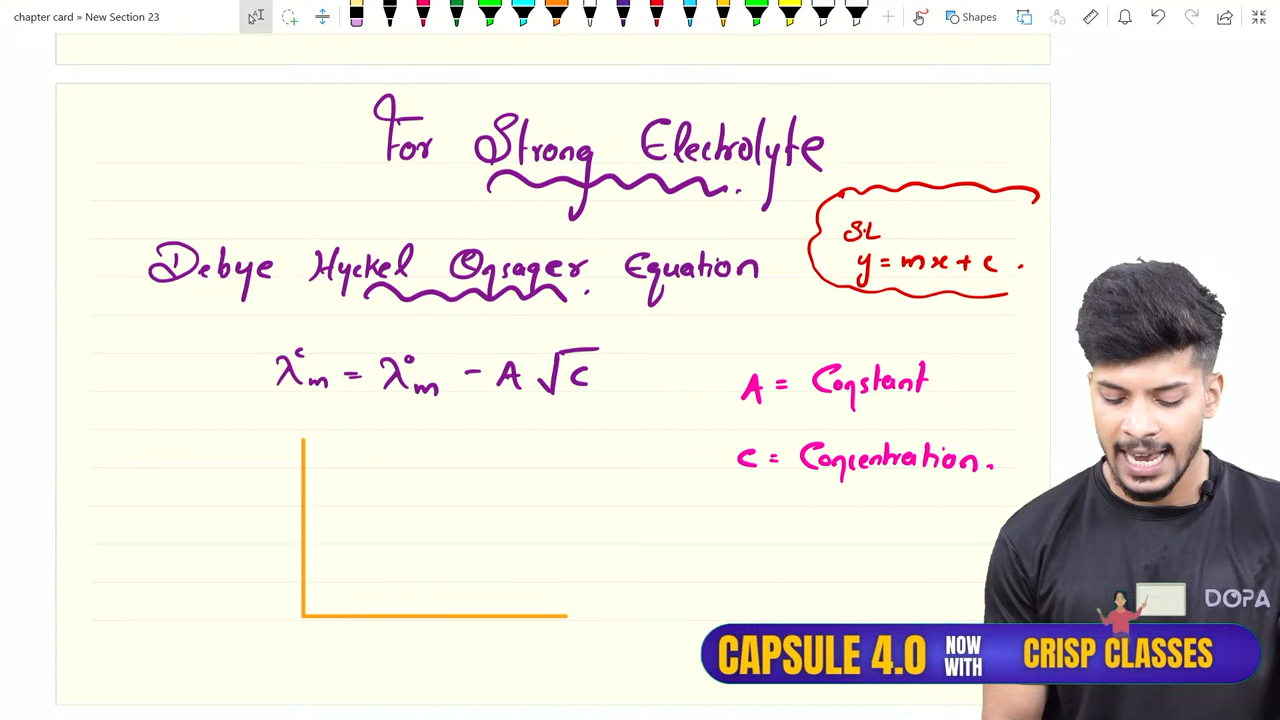 chapter card » New Section 23
Shapes
For Strong Electrolyte
S.L
y = mx + c .
Debye Hyckel Onsager Equation
λᶜm = λ°m - A √c
A = Constant
c = Concentration.
DOPA
CAPSULE 4.0 NOW WITH CRISP CLASSES